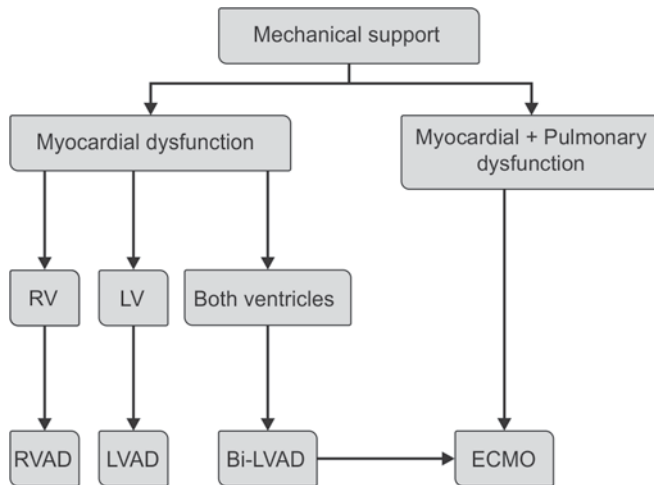 Mechanical support
Myocardial dysfunction
Myocardial + Pulmonary
dysfunction
RV
LV
Both ventricles
RVAD
LVAD
Bi-LVAD
ECMO